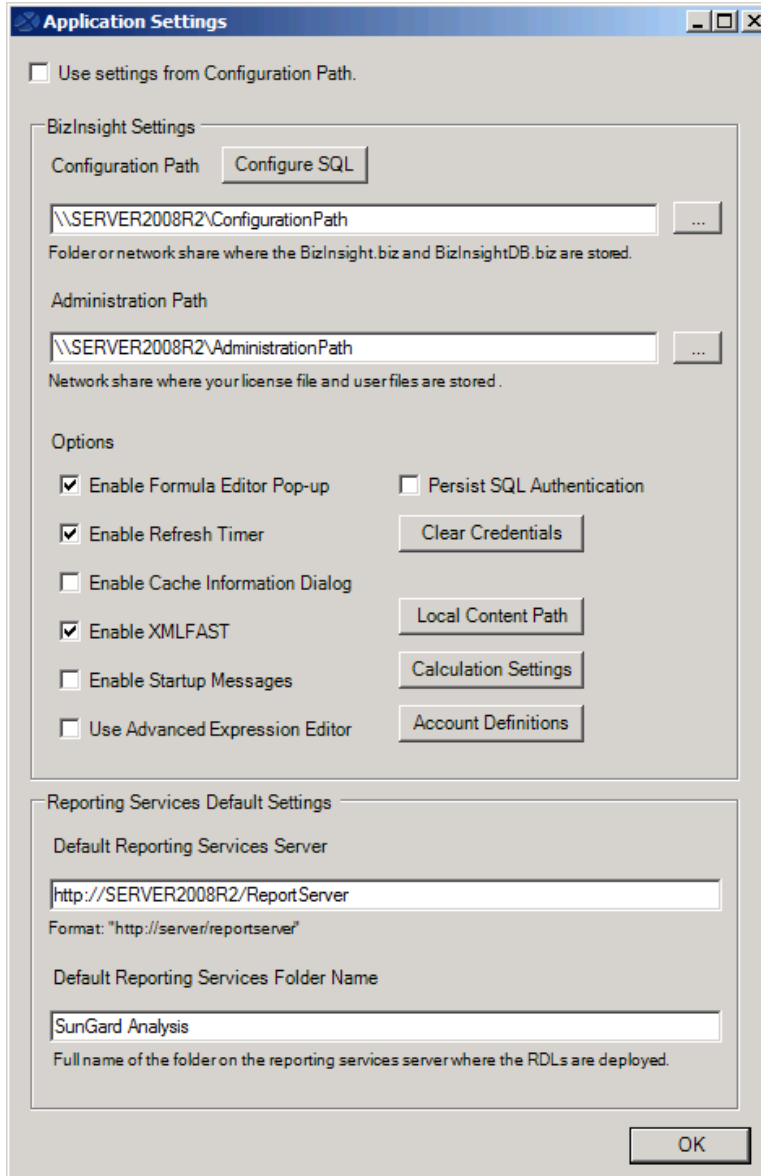 Application Settings
Use settings from Configuration Path.
BizInsight Settings
Configuration Path Configure SQL
\\SERVER2008R2\ConfigurationPath ...
Folder or network share where the BizInsight.biz and BizInsightDB.biz are stored.
Administration Path
\\SERVER2008R2\AdministrationPath ...
Network share where your license file and user files are stored .
Options
Enable Formula Editor Pop-up Persist SQL Authentication
Enable Refresh Timer Clear Credentials
Enable Cache Information Dialog
Enable XMLFAST Local Content Path
Enable Startup Messages Calculation Settings
Use Advanced Expression Editor Account Definitions
Reporting Services Default Settings
Default Reporting Services Server
http://SERVER2008R2/ReportServer
Format: "http://server/reportserver"
Default Reporting Services Folder Name
SunGard Analysis
Full name of the folder on the reporting services server where the RDLs are deployed.
OK